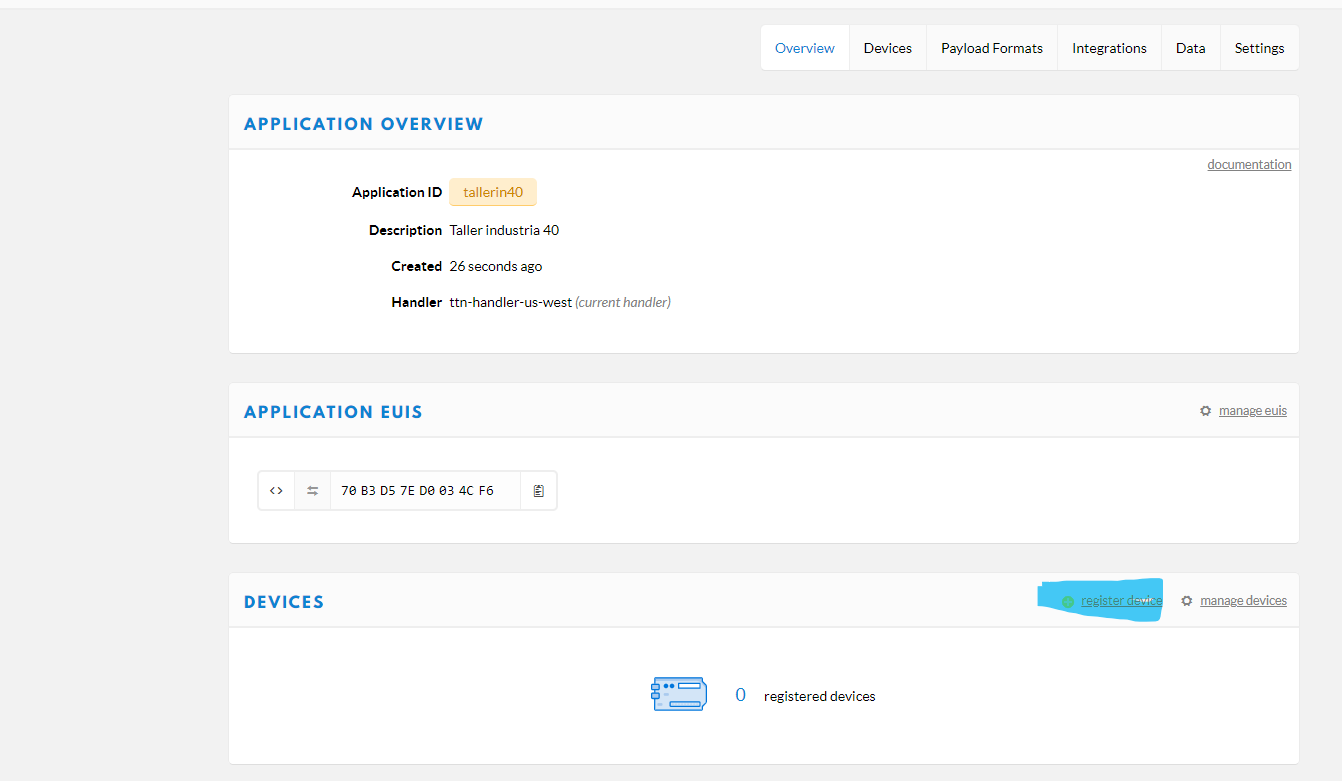 Overview Devices Payload Formats Integrations Data Settings
APPLICATION OVERVIEW
documentation
Application ID tallerin40
Description Taller industria 40
Created 26 seconds ago
Handler ttn-handler-us-west (current handler)
APPLICATION EUIS manage euis
<> 70 B3 D5 7E D0 03 4C F6
DEVICES register device manage devices
0 registered devices